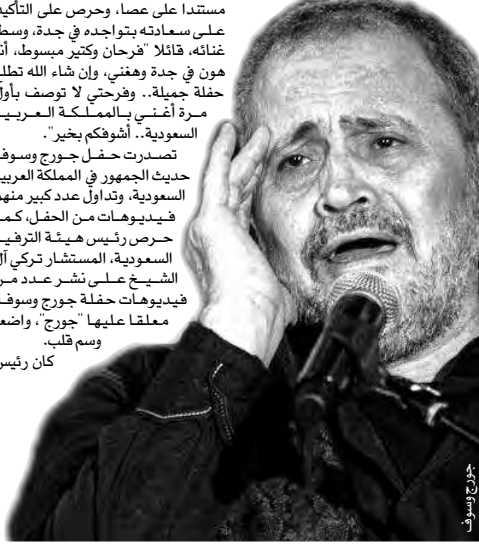 مستندا على عصا، وحرص على التأكيد
على سعادته بتواجده في جدة، وسط
غنائه، قائلا "فرحان وكتير مبسوط، أنا
هون في جدة وهغني، وإن شاء الله تطلع
حفلة جميلة.. وفرحتي لا توصف بأول
مرة أغني بالمملكة العربية
السعودية.. أشوفكم بخير".
تصدرت حفل جورج وسوف
حديث الجمهور في المملكة العربية
السعودية، وتداول عدد كبير منهم
فيديوهات من الحفل، كما
حرص رئيس هيئة الترفيه
السعودية، المستشار تركي آل
الشيخ على نشر عدد من
فيديوهات حفلة جورج وسوف
معلقا عليها "جورج"، واضعا
وسم قلب.
كان رئيس
جورج وسوف